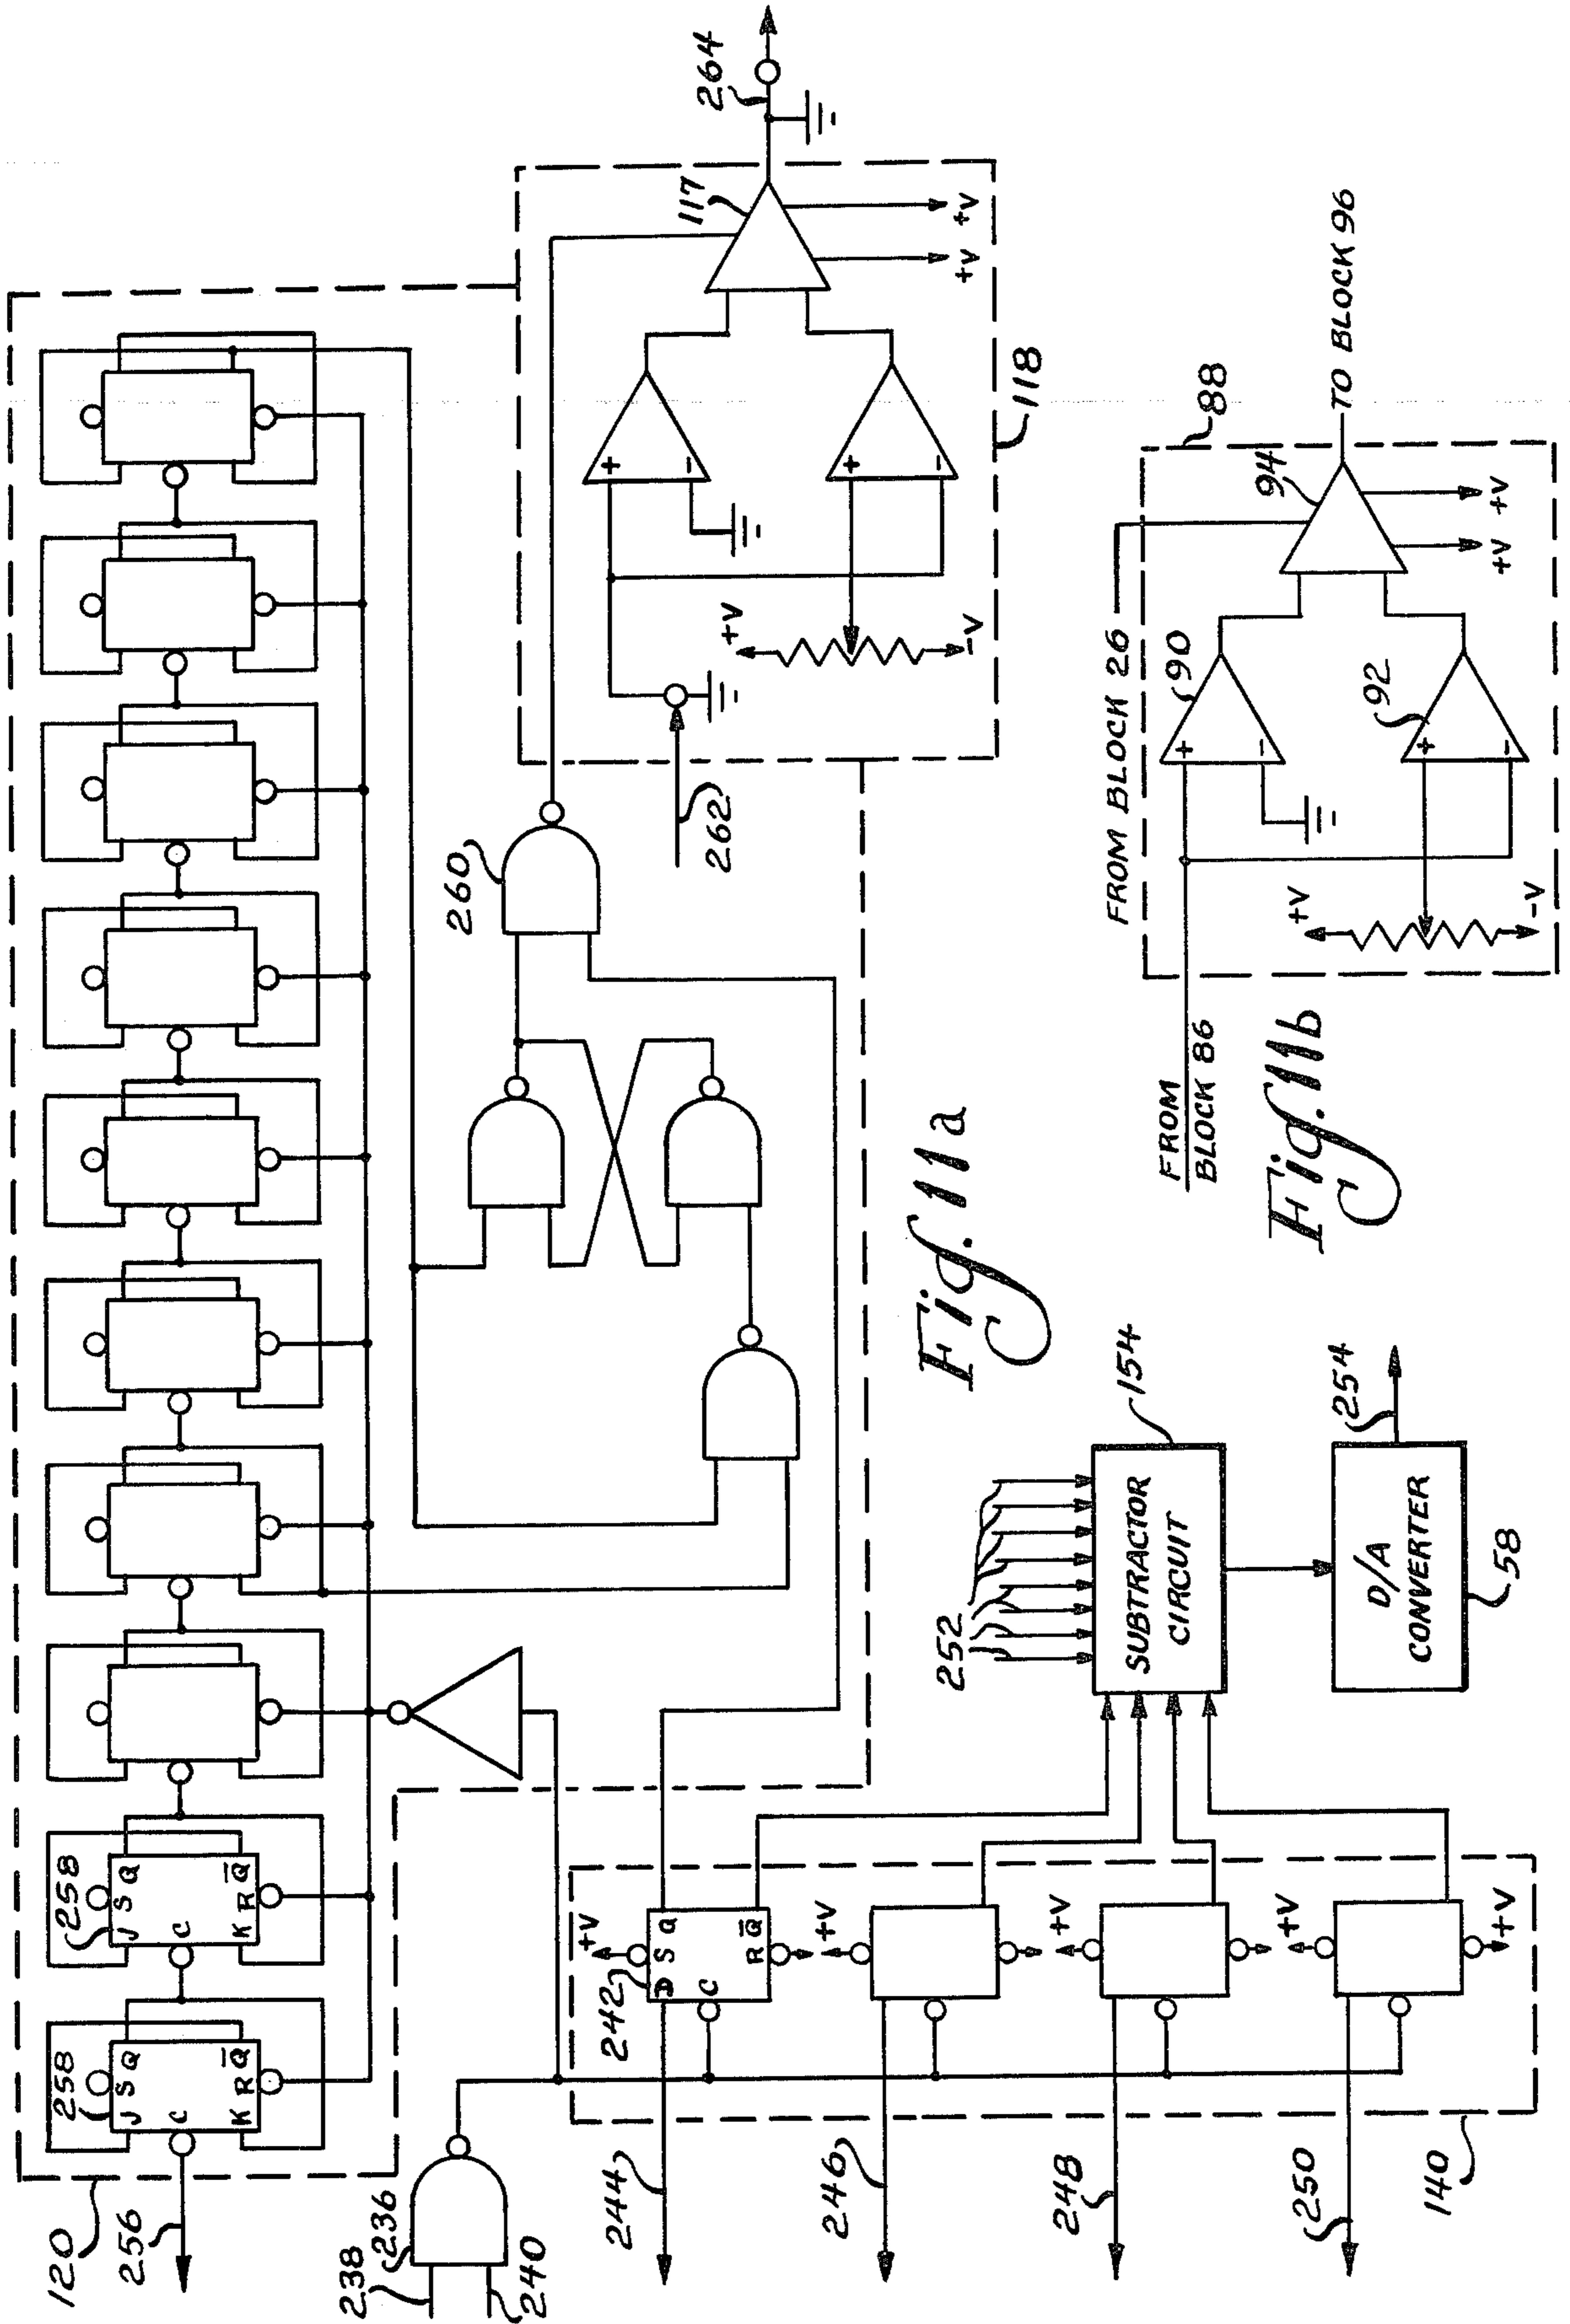 120
256
258
J
S
Q
C
K
R
Q̅
258
J
S
Q
C
K
R
Q̅
236
238
240
260
262
117
264
+V
+V
+
-
+
-
+V
-V
118
242
+V
D
S
Q
C
R
Q̅
+V
+V
+V
+V
244
246
248
250
140
252
SUBTRACTOR
CIRCUIT
154
D/A
CONVERTER
254
58
Fig. 11a
FROM BLOCK 26
88
90
92
94
+
-
+
-
+V
-V
+V
+V
TO BLOCK 96
FROM
BLOCK 86
Fig. 11b